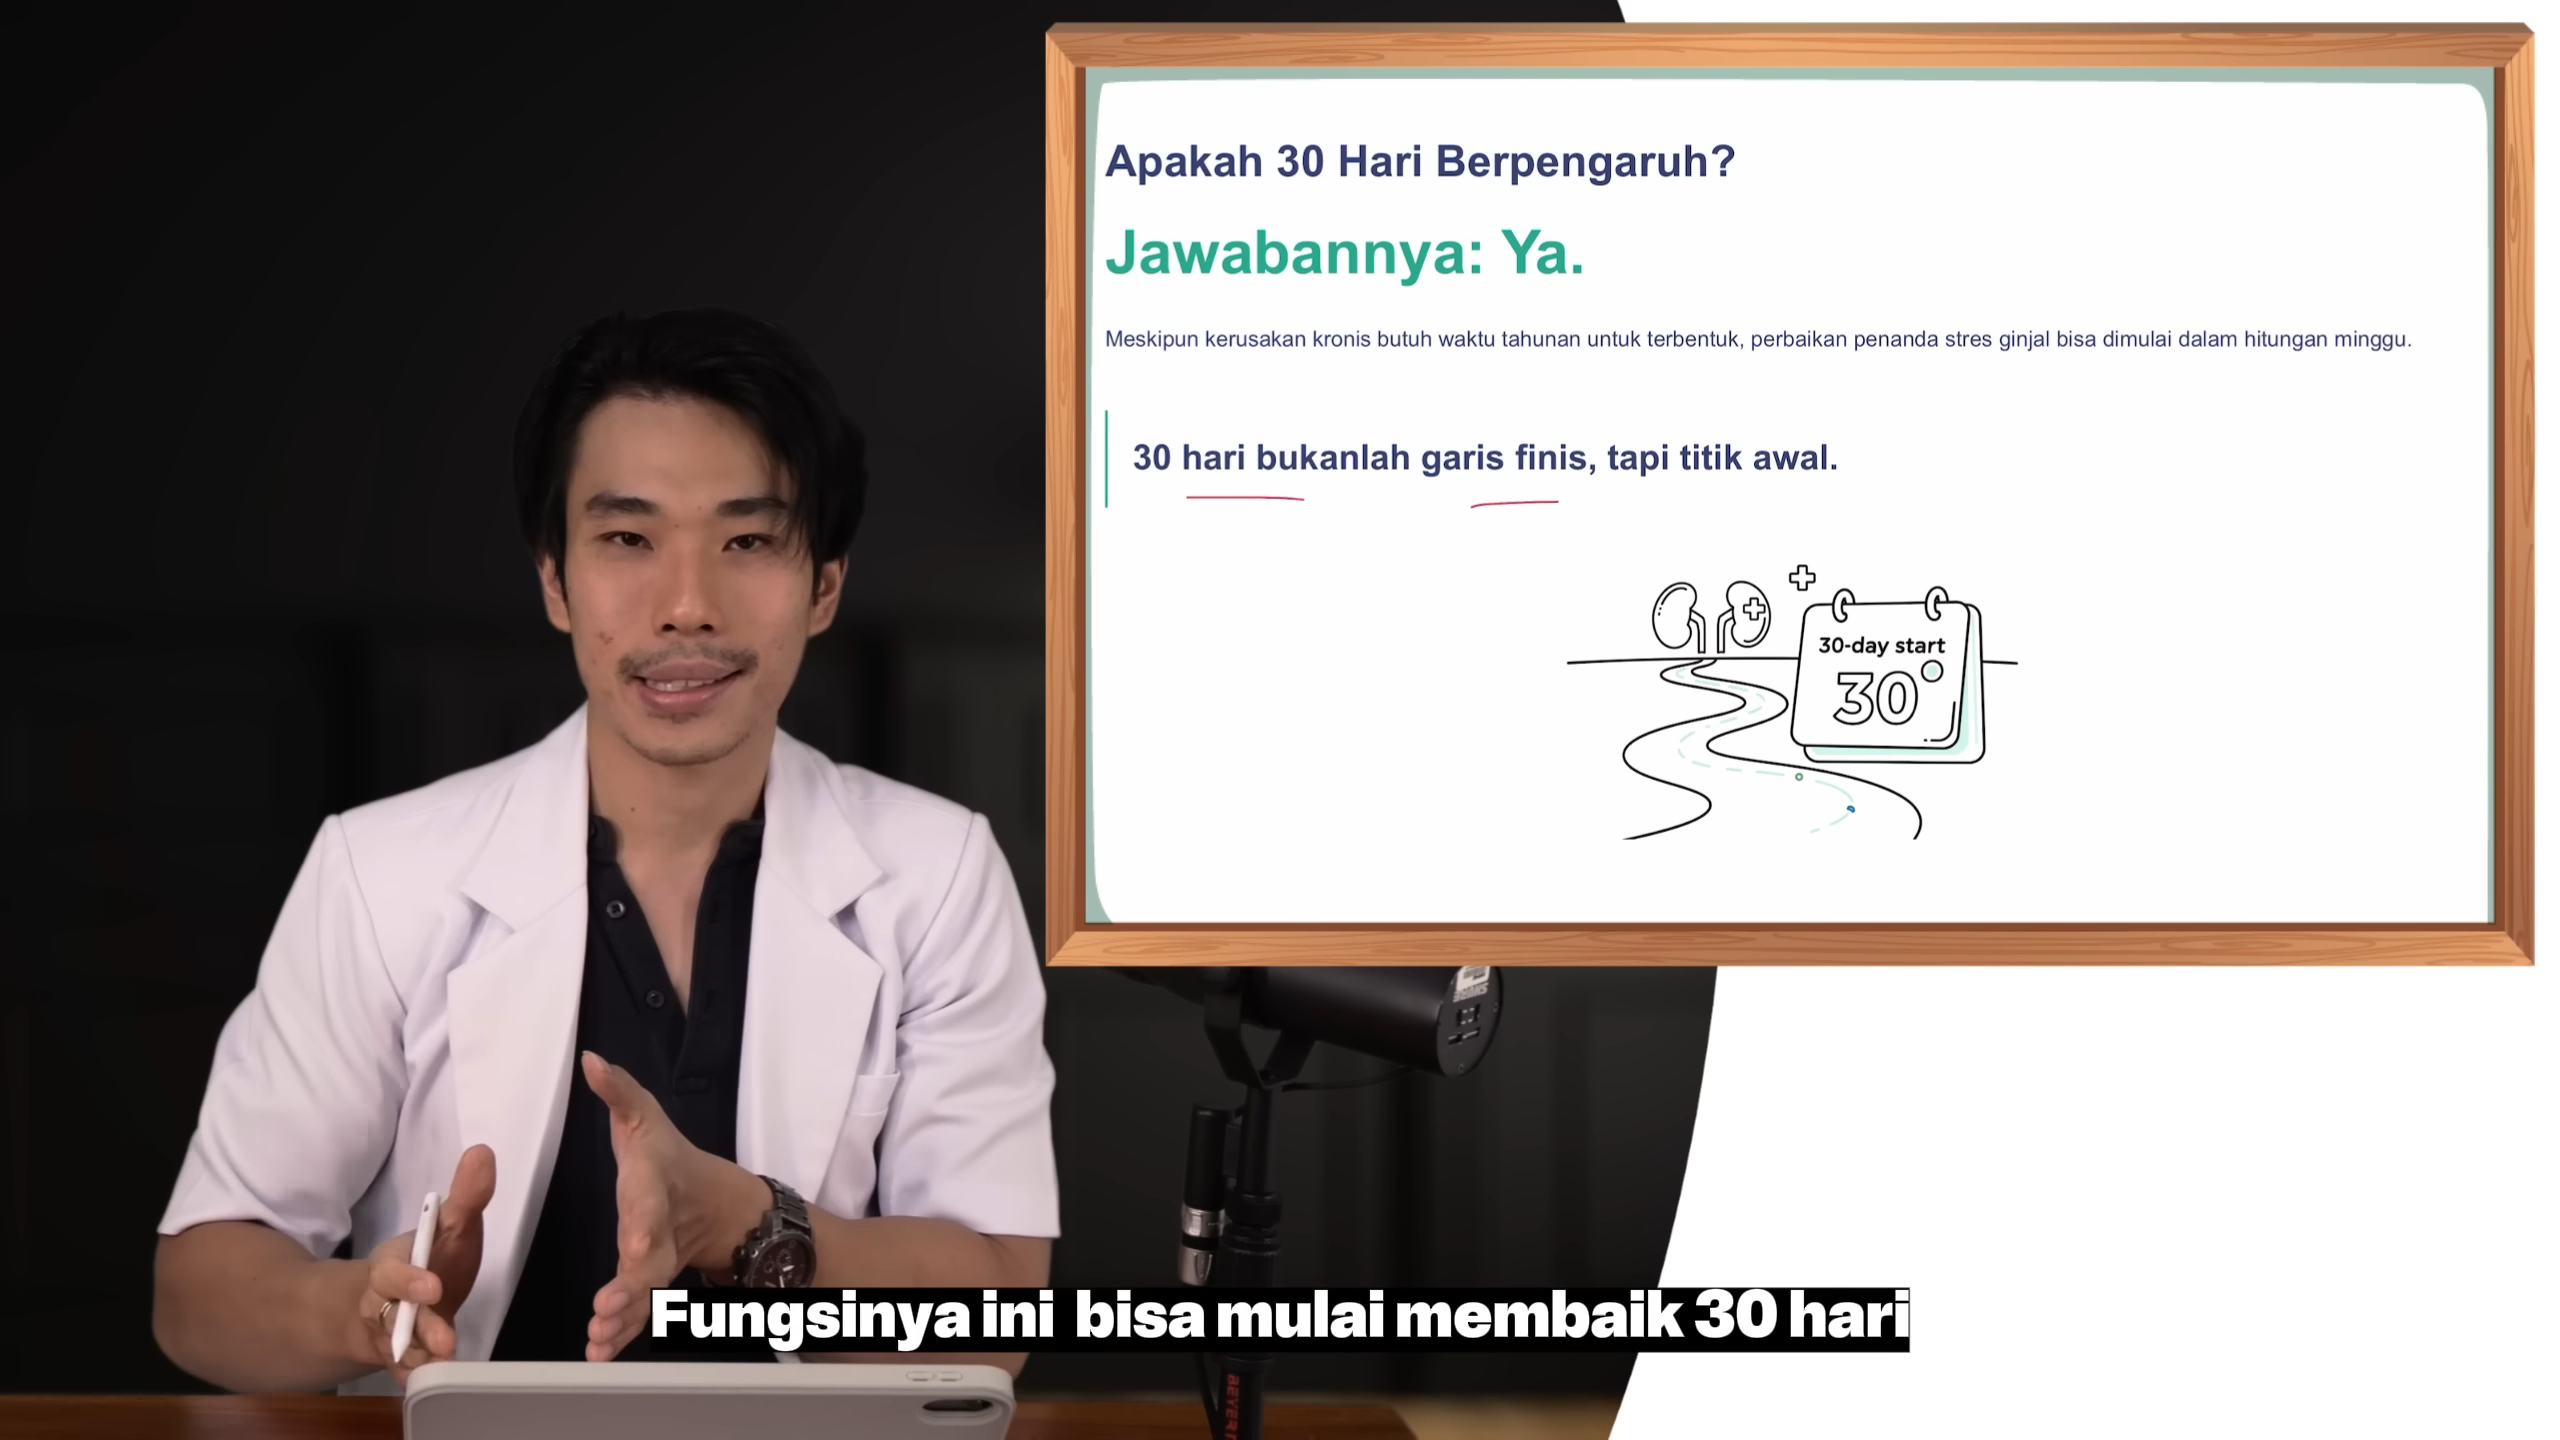 Apakah 30 Hari Berpengaruh?
Jawabannya: Ya.
Meskipun kerusakan kronis butuh waktu tahunan untuk terbentuk, perbaikan penanda stres ginjal bisa dimulai dalam hitungan minggu.
30 hari bukanlah garis finis, tapi titik awal.
30-day start
30
Fungsinya ini bisa mulai membaik 30 hari